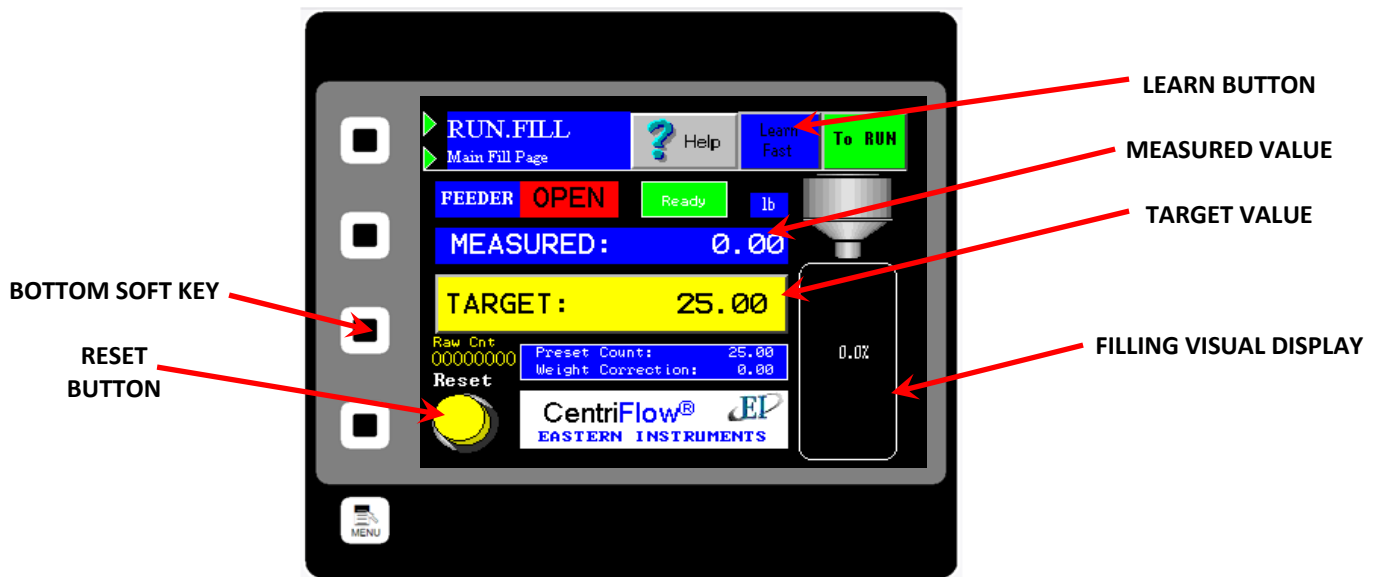 LEARN BUTTON
RUN.FILL
Main Fill Page
? Help
Learn
Fast
To RUN
MEASURED VALUE
FEEDER OPEN
Ready
lb
TARGET VALUE
MEASURED: 0.00
BOTTOM SOFT KEY
TARGET: 25.00
Raw Cnt
00000000
Preset Count: 25.00
Weight Correction: 0.00
0.0%
FILLING VISUAL DISPLAY
RESET
BUTTON
Reset
CentriFlow® EI
EASTERN INSTRUMENTS
MENU